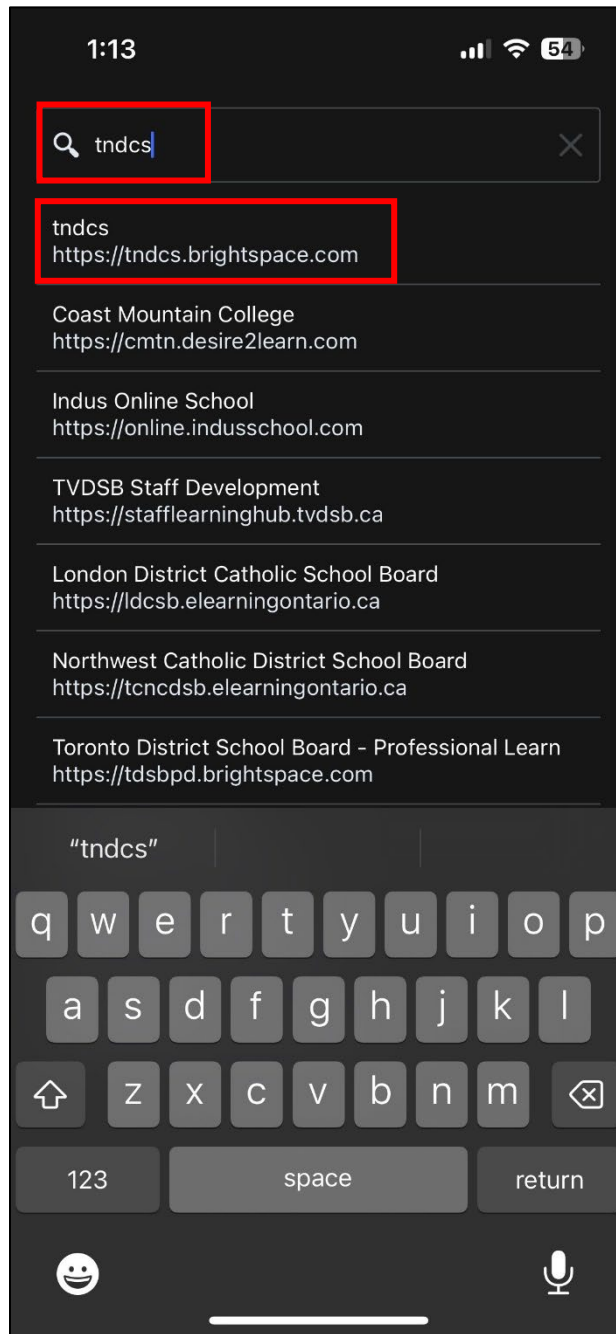 1:13
54
tndcs
tndcs
https://tndcs.brightspace.com
Coast Mountain College
https://cmtn.desire2learn.com
Indus Online School
https://online.indusschool.com
TVDSB Staff Development
https://stafflearninghub.tvdsb.ca
London District Catholic School Board
https://ldcsb.elearningontario.ca
Northwest Catholic District School Board
https://tcncdsb.elearningontario.ca
Toronto District School Board - Professional Learn
https://tdsbpd.brightspace.com
“tndcs”
q w e r t y u i o p
a s d f g h j k l
z x c v b n m
123 space return